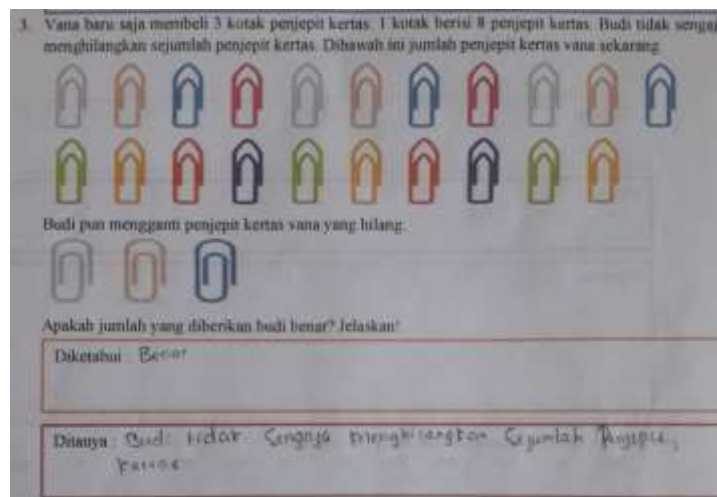 3. Vana baru saja membeli 3 kotak penjepit kertas. 1 kotak berisi 8 penjepit kertas. Budi tidak sengaj
menghilangkan sejumlah penjepit kertas. Dibawah ini jumlah penjepit kertas vana sekarang
Budi pun mengganti penjepit kertas vana yang hilang.
Apakah jumlah yang diberikan budi benar? Jelaskan!
Diketahui : Benar
Ditanya : Budi tidak Sengaja menghilangkan Sejumlah
kertas